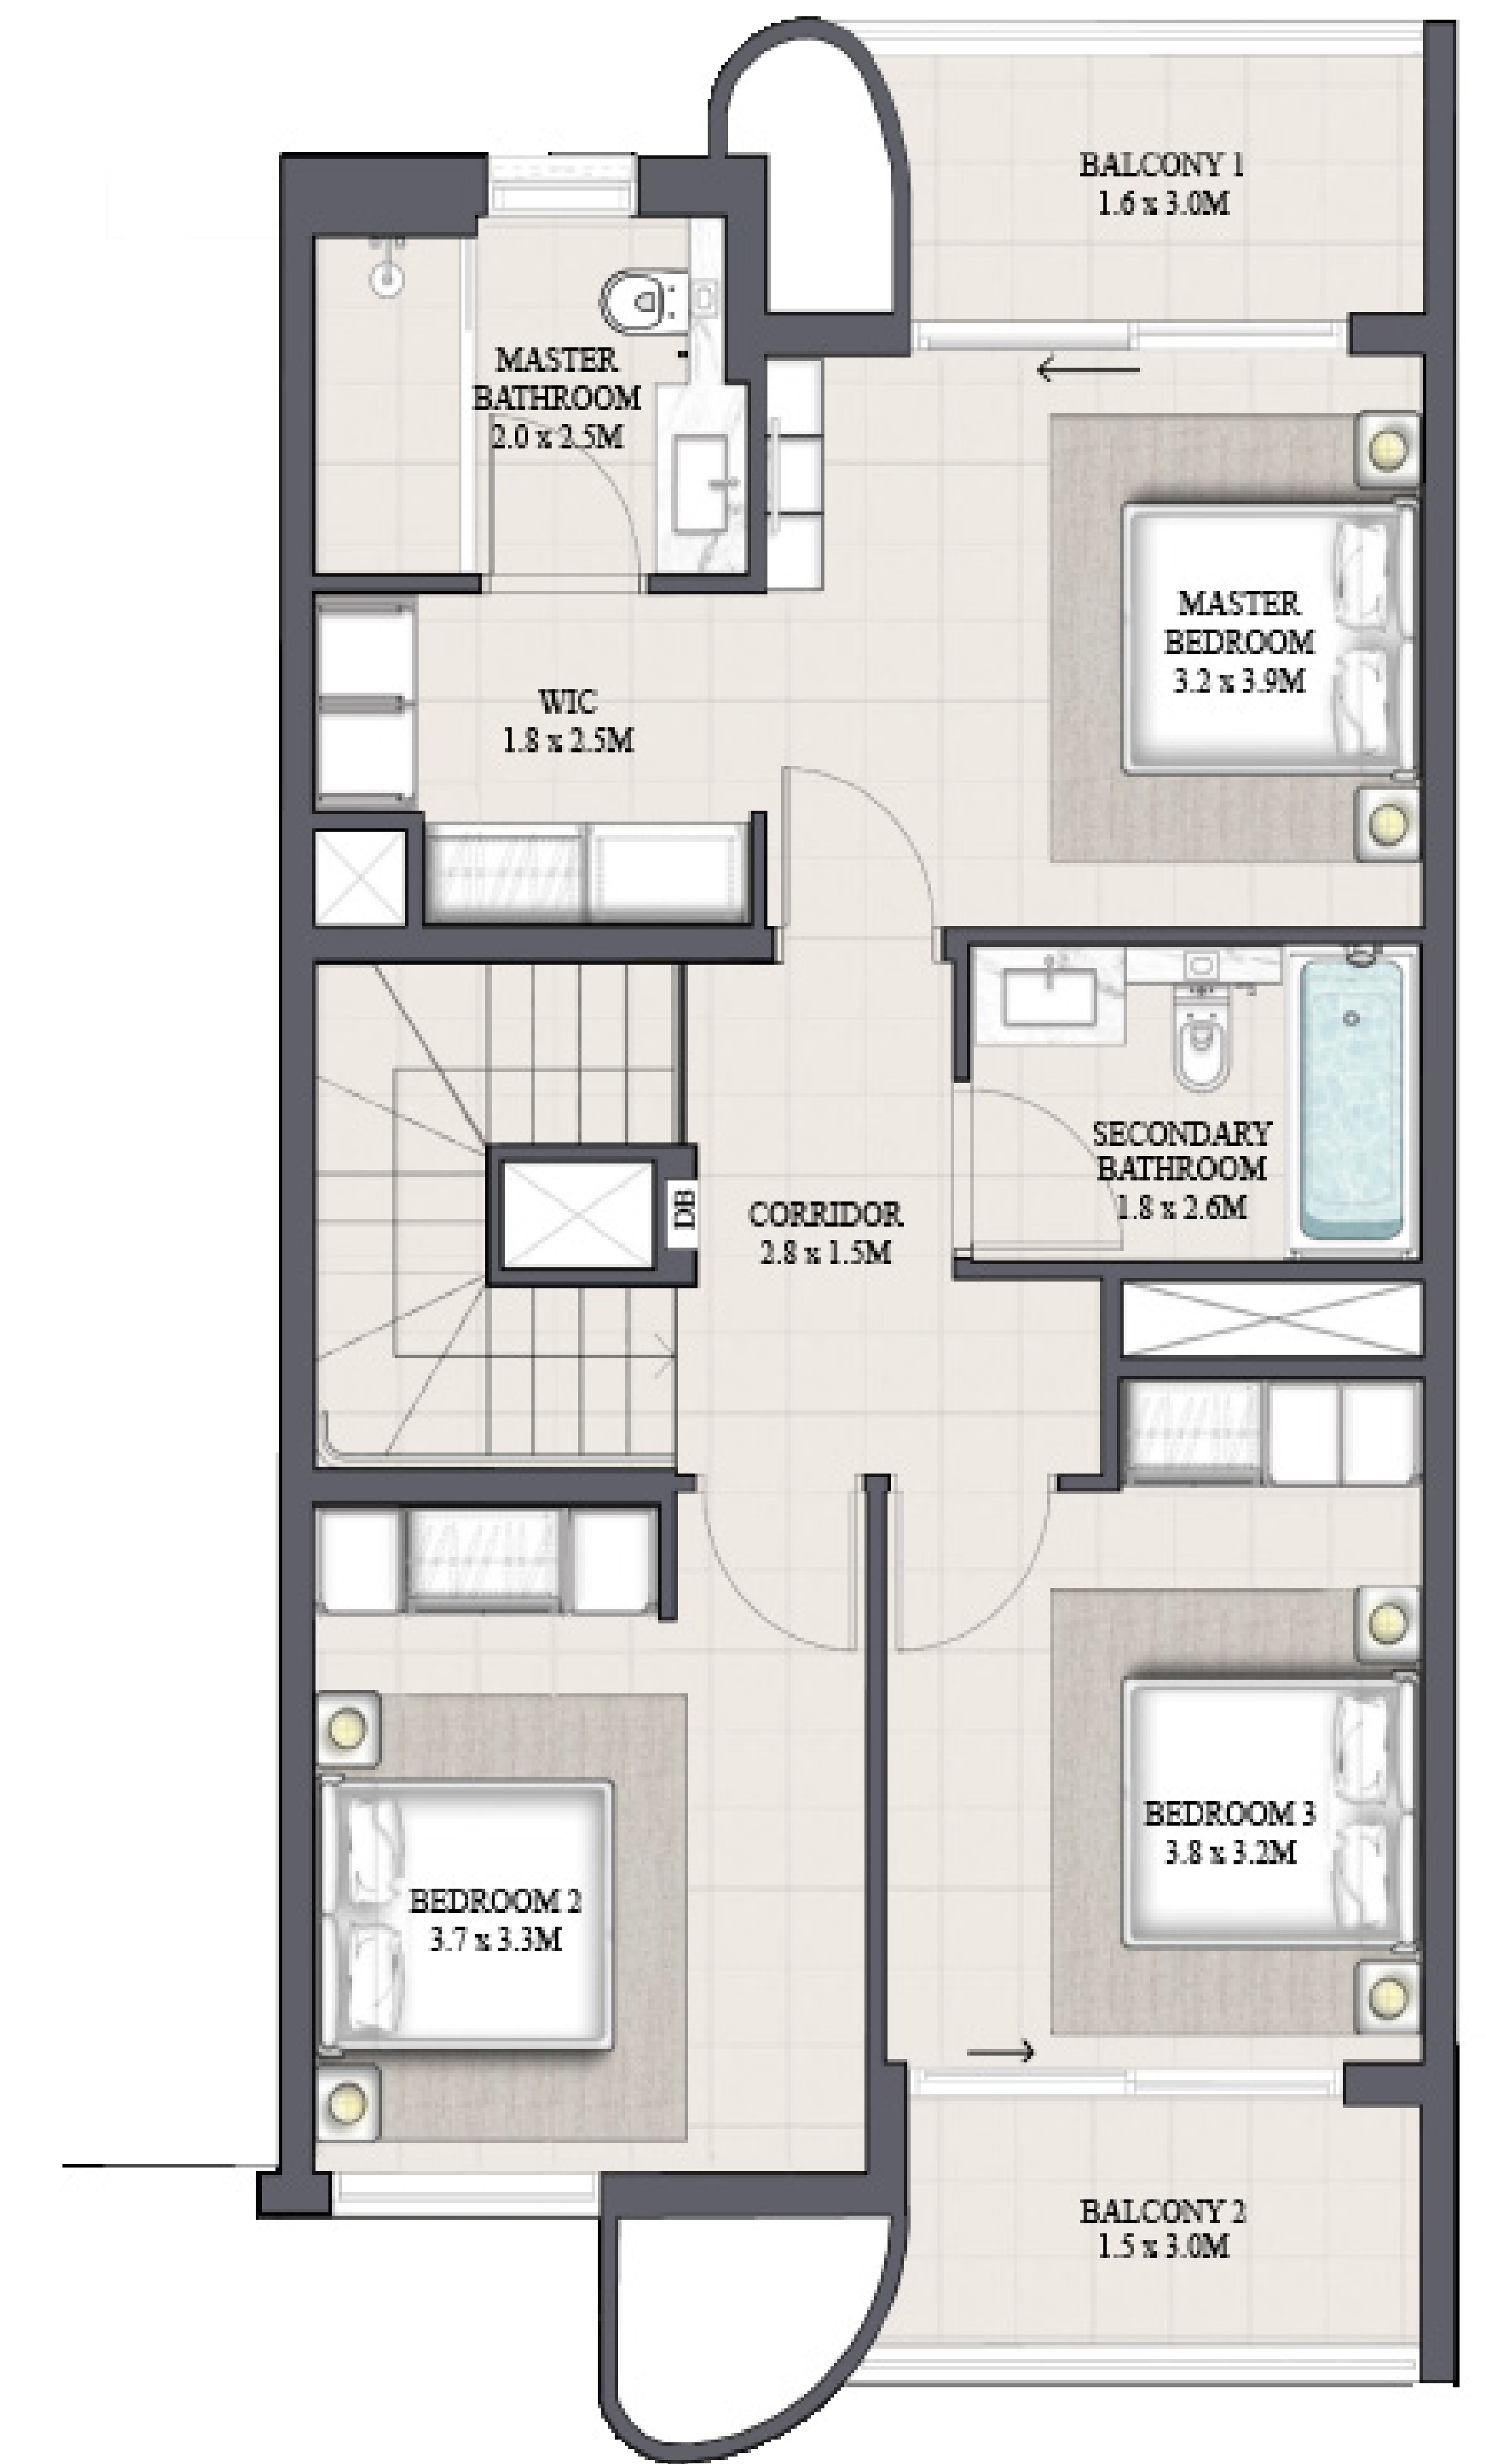 BALCONY 1
1.6 x 3.0M
MASTER
BATHROOM
2.0 x 2.5M
MASTER
BEDROOM
3.2 x 3.9M
WIC
1.8 x 2.5M
SECONDARY
BATHROOM
1.8 x 2.6M
DB
CORRIDOR
2.8 x 1.5M
BEDROOM 3
3.8 x 3.2M
BEDROOM 2
3.7 x 3.3M
BALCONY 2
1.5 x 3.0M